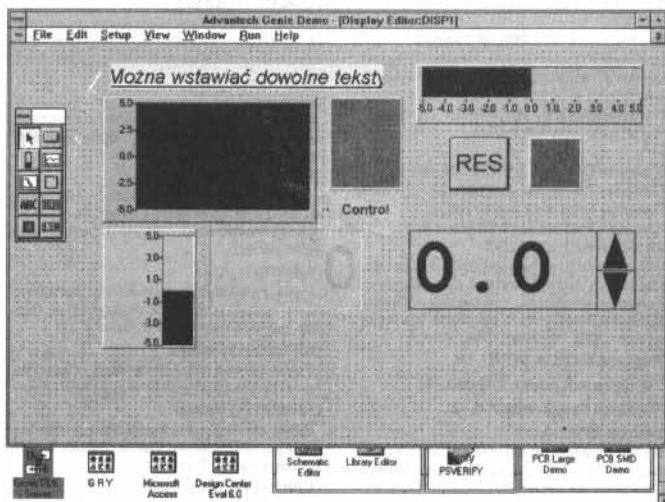 Advantech Genie Demo - [Display Editor:DISP1]
File Edit Setup View Window Run Help
Można wstawiać dowolne teksty
5.0
2.5
0.0
-2.5
-5.0
-5.0 -4.0 -3.0 -2.0 -1.0 0.0 1.0 2.0 3.0 4.0 5.0
RES
ABC
Control
5.0
3.0
1.0
-1.0
-3.0
-5.0
0
0.0
GRY
Microsoft Access
Design Center Eval 6.0
Schematic Editor
Library Editor
PSVERIFY
PCB Large Demo
PCB SMD Demo